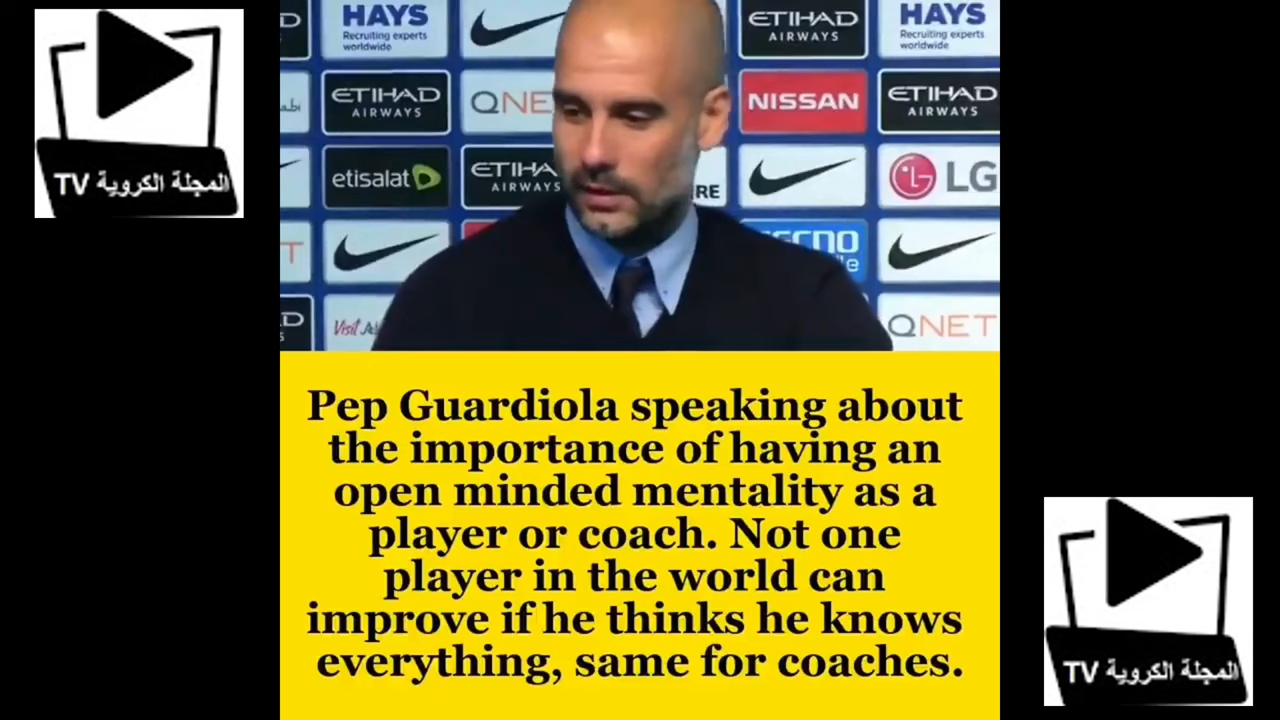 HAYS
Recruiting experts
worldwide
ETIHAD
AIRWAYS
HAYS
Recruiting experts
worldwide
ETIHAD
AIRWAYS
NISSAN
ETIHAD
AIRWAYS
etisalat
ETIHAD
AIRWAYS
LG
QNET
المجلة الكروية TV
Pep Guardiola speaking about
the importance of having an
open minded mentality as a
player or coach. Not one
player in the world can
improve if he thinks he knows
everything, same for coaches.
المجلة الكروية TV